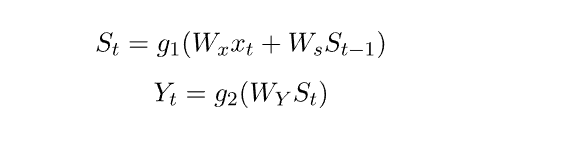 S_t = g_1(W_x x_t + W_s S_{t-1})
Y_t = g_2(W_Y S_t)